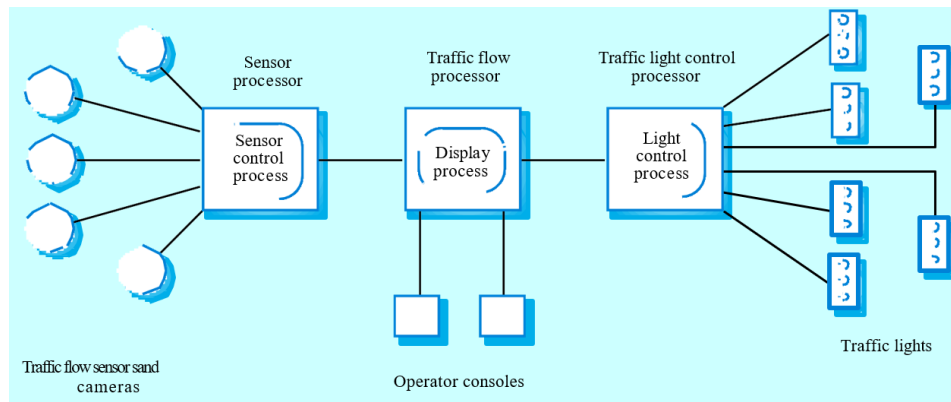 Sensor
processor
Traffic flow
processor
Traffic light control
processor
Sensor
control
process
Display
process
Light
control
process
Traffic flow sensor sand
cameras
Operator consoles
Traffic lights